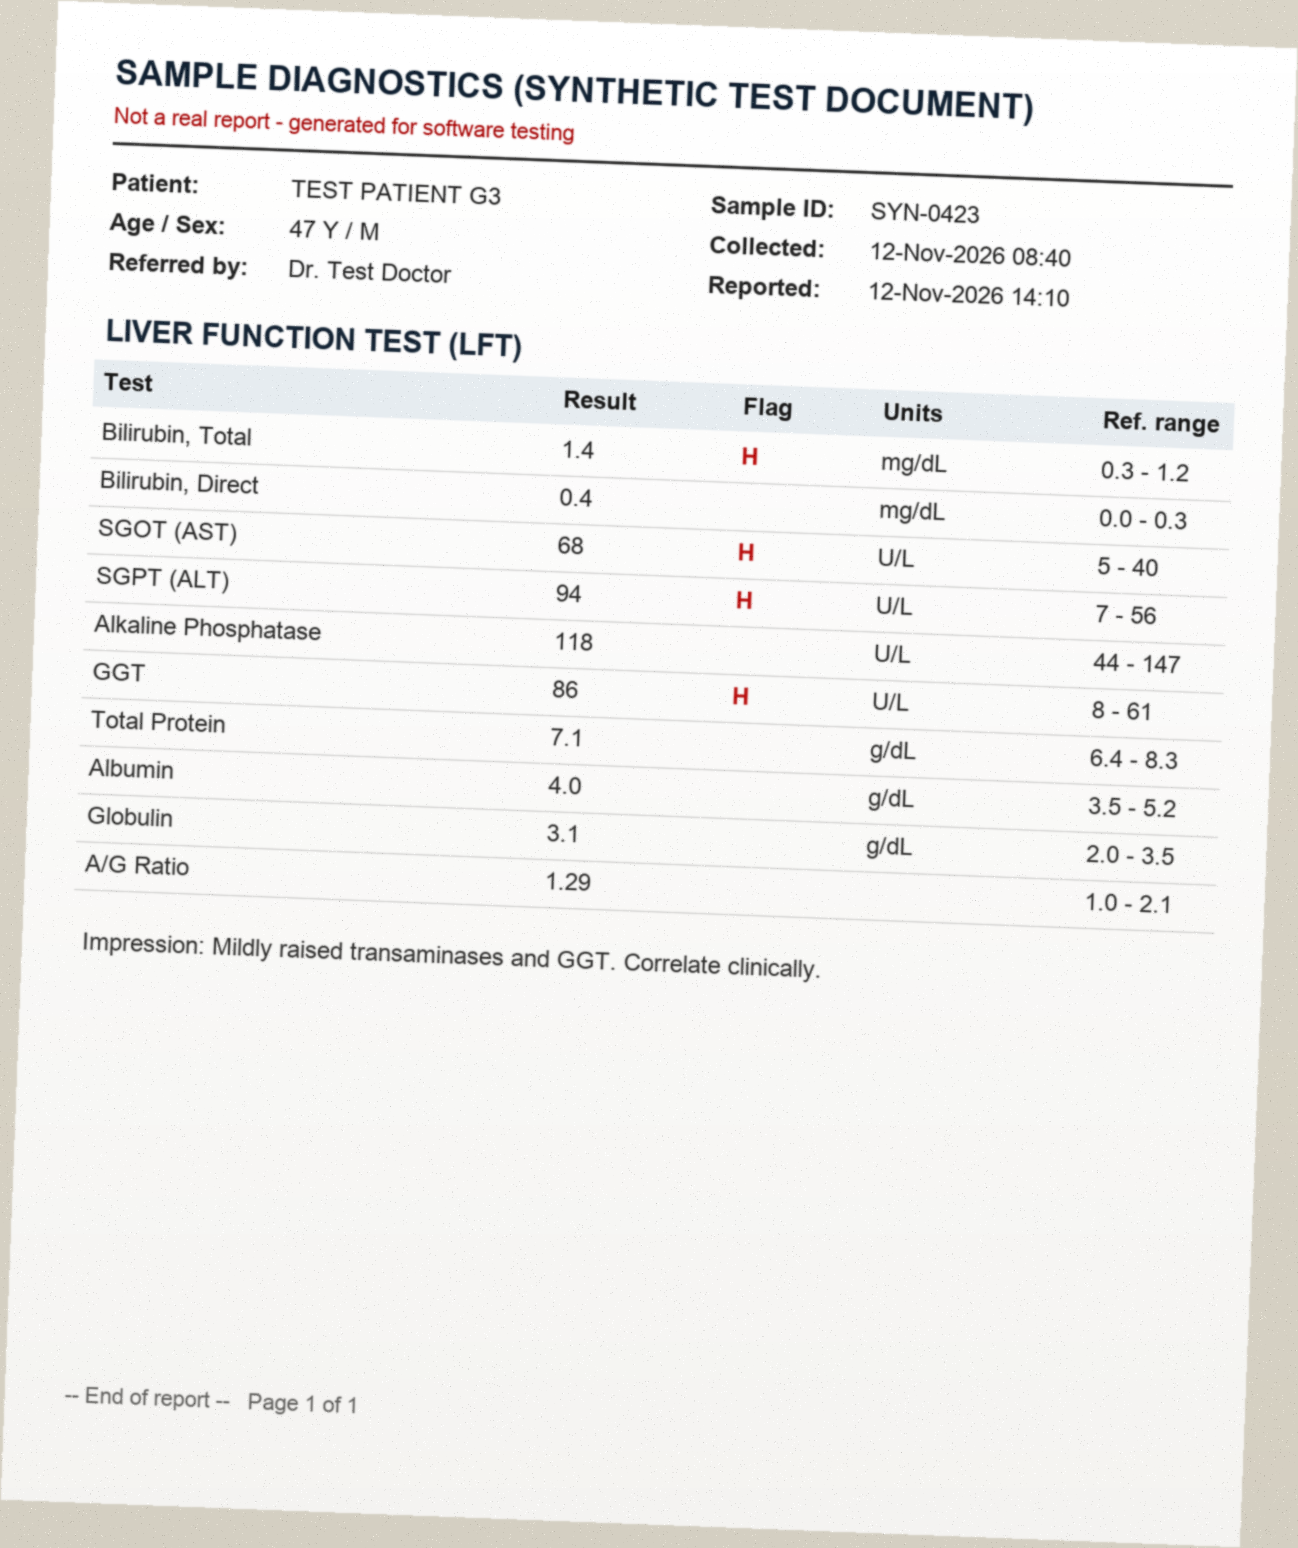 SAMPLE DIAGNOSTICS (SYNTHETIC TEST DOCUMENT)
Not a real report - generated for software testing
Patient: TEST PATIENT G3 Sample ID: SYN-0423
Age / Sex: 47 Y / M Collected: 12-Nov-2026 08:40
Referred by: Dr. Test Doctor Reported: 12-Nov-2026 14:10
LIVER FUNCTION TEST (LFT)
Test Result Flag Units Ref. range
Bilirubin, Total 1.4 H mg/dL 0.3 - 1.2
Bilirubin, Direct 0.4 mg/dL 0.0 - 0.3
SGOT (AST) 68 H U/L 5 - 40
SGPT (ALT) 94 H U/L 7 - 56
Alkaline Phosphatase 118 U/L 44 - 147
GGT 86 H U/L 8 - 61
Total Protein 7.1 g/dL 6.4 - 8.3
Albumin 4.0 g/dL 3.5 - 5.2
Globulin 3.1 g/dL 2.0 - 3.5
A/G Ratio 1.29 1.0 - 2.1
Impression: Mildly raised transaminases and GGT. Correlate clinically.
-- End of report -- Page 1 of 1